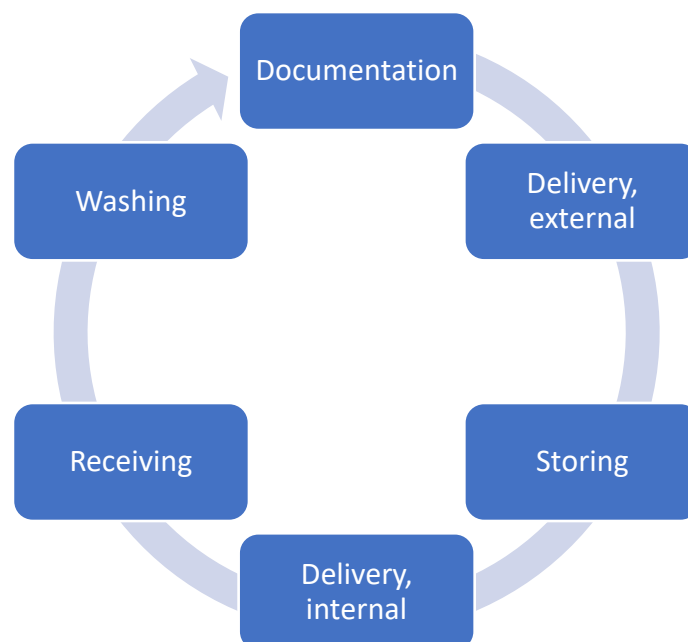 Documentation
Delivery,
external
Storing
Delivery,
internal
Receiving
Washing